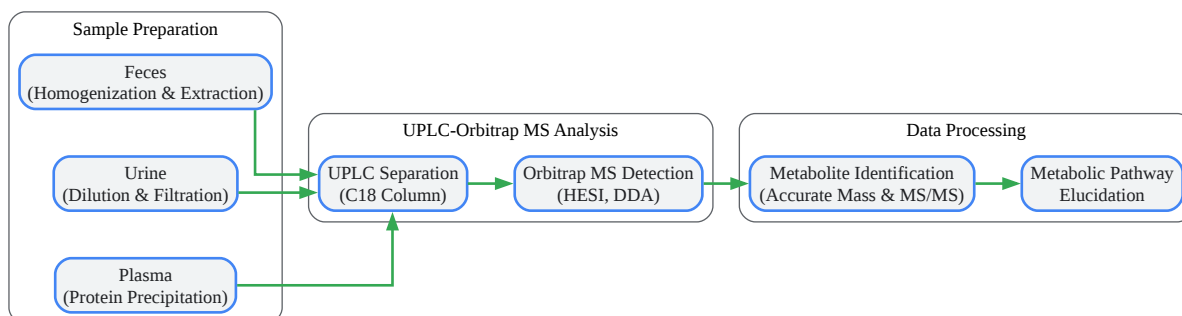 Sample Preparation
Feces
(Homogenization & Extraction)
Urine
(Dilution & Filtration)
Plasma
(Protein Precipitation)
UPLC-Orbitrap MS Analysis
UPLC Separation
(C18 Column)
Orbitrap MS Detection
(HESI, DDA)
Data Processing
Metabolite Identification
(Accurate Mass & MS/MS)
Metabolic Pathway
Elucidation